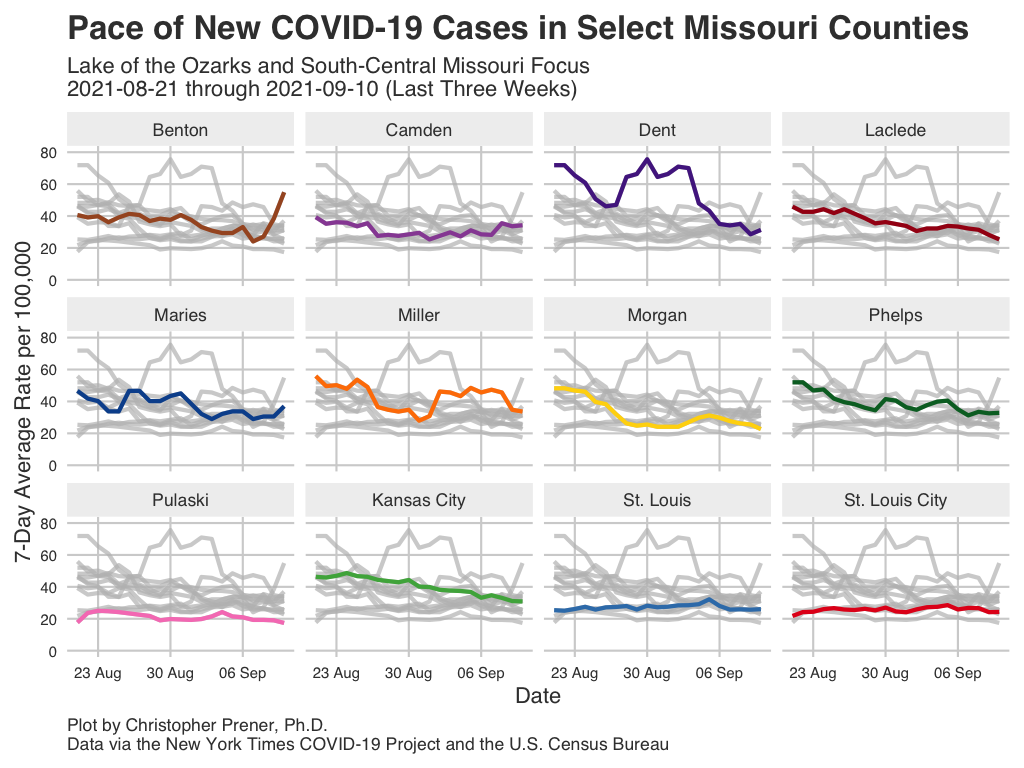 Pace of New COVID-19 Cases in Select Missouri Counties
Lake of the Ozarks and South-Central Missouri Focus
2021-08-21 through 2021-09-10 (Last Three Weeks)
7-Day Average Rate per 100,000
Benton
Camden
Dent
Laclede
80
60
40
20
0
Maries
Miller
Morgan
Phelps
80
60
40
20
0
Pulaski
Kansas City
St. Louis
St. Louis City
80
60
40
20
0
23 Aug 30 Aug 06 Sep
23 Aug 30 Aug 06 Sep
23 Aug 30 Aug 06 Sep
23 Aug 30 Aug 06 Sep
Date
Plot by Christopher Prener, Ph.D.
Data via the New York Times COVID-19 Project and the U.S. Census Bureau